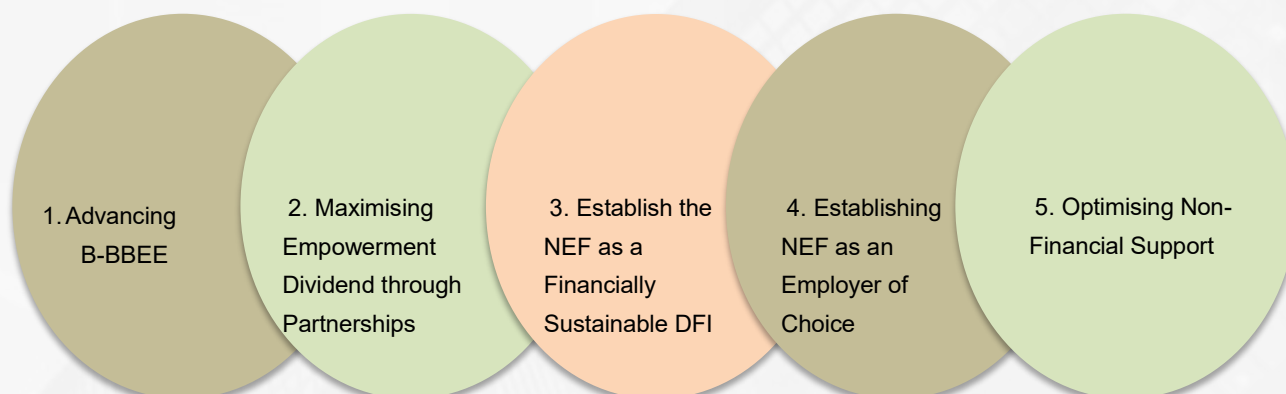 1. Advancing
B-BBEE
2. Maximising
Empowerment
Dividend through
Partnerships
3. Establish the
NEF as a
Financially
Sustainable DFI
4. Establishing
NEF as an
Employer of
Choice
5. Optimising Non-
Financial Support